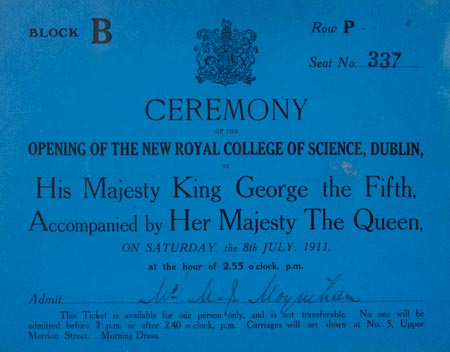 BLOCK B
Row P
Seat No. 337
CEREMONY
OF THE
OPENING OF THE NEW ROYAL COLLEGE OF SCIENCE, DUBLIN,
BY
His Majesty King George the Fifth,
Accompanied by Her Majesty The Queen,
ON SATURDAY, the 8th JULY, 1911,
at the hour of 2.55 o'clock, p.m.
Admit Mr M. J. Moynihan
This Ticket is available for one person only, and is not transferable. No one will be
admitted before 2 p.m. or after 2.40 o'clock, p.m. Carriages will set down at No. 5, Upper
Merrion Street. Morning Dress.